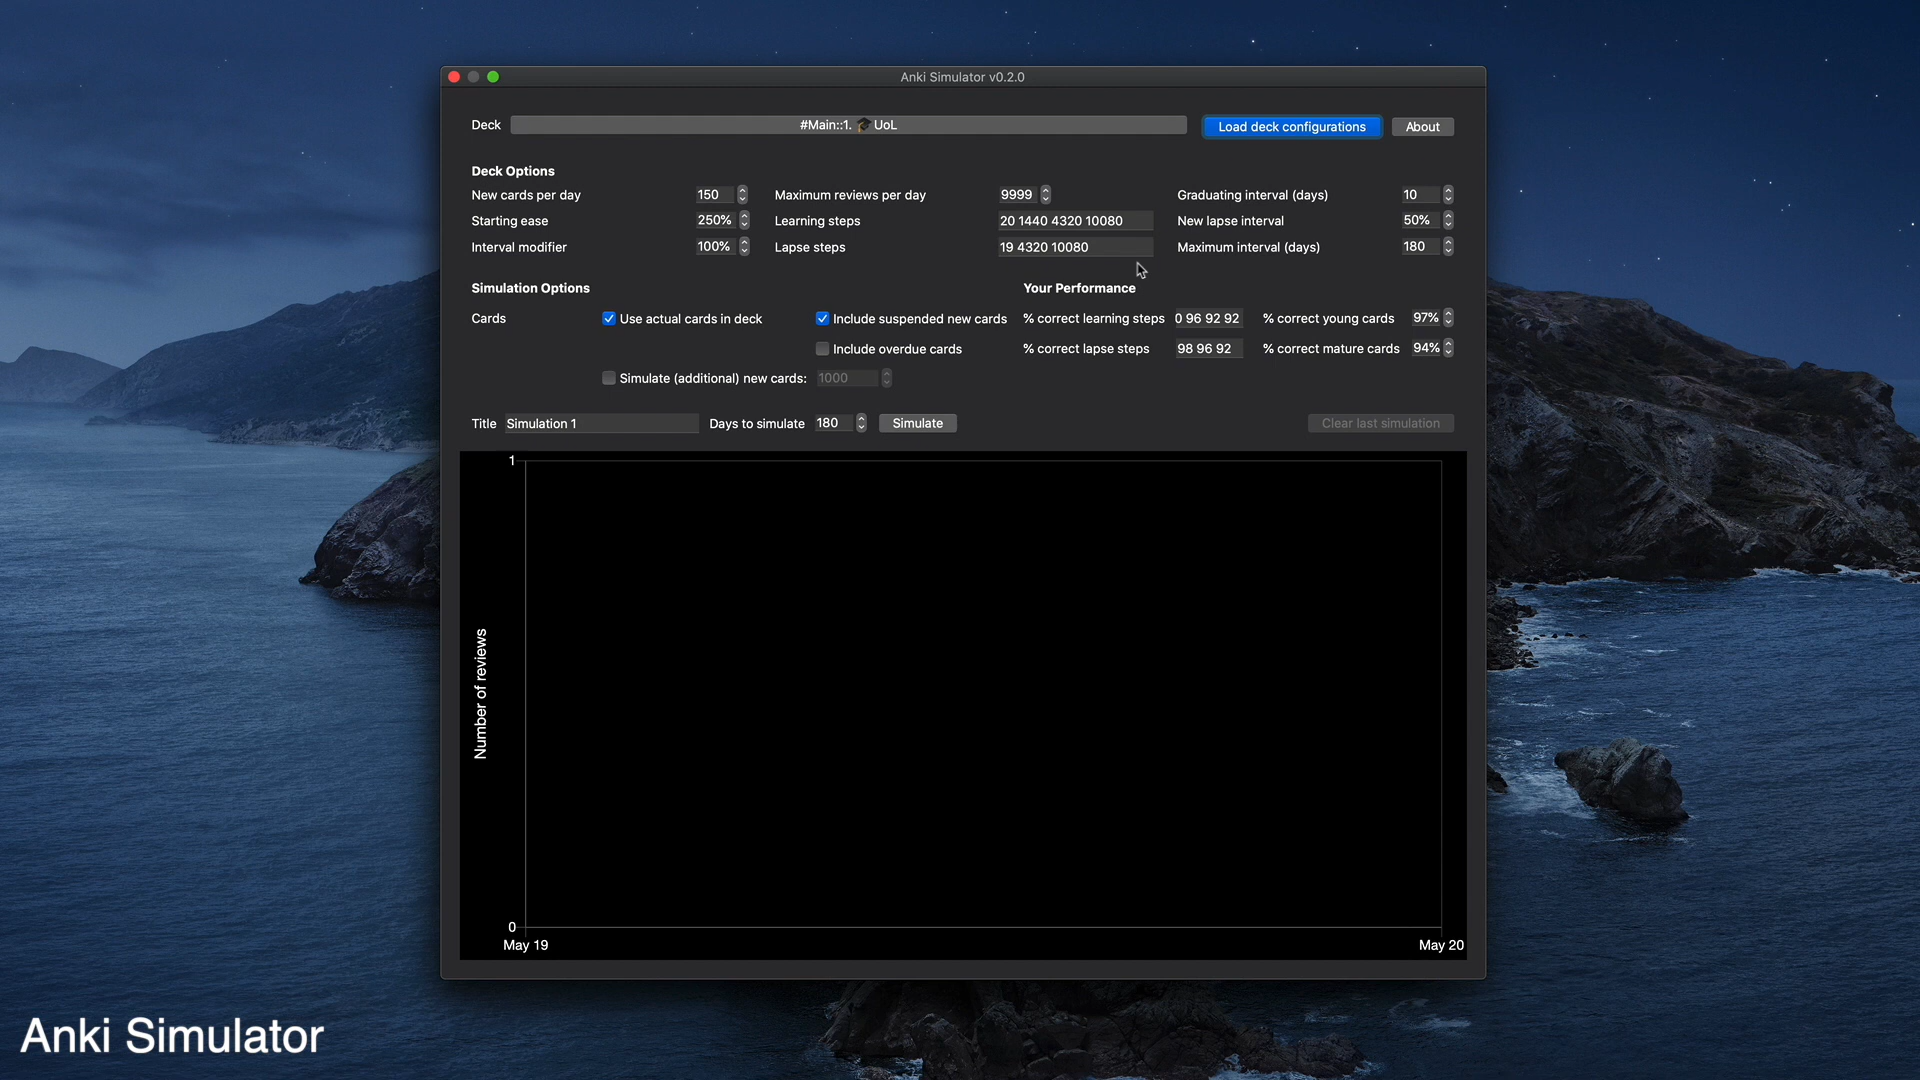 Anki Simulator v0.2.0
Deck #Main::1. 🎓UoL Load deck configurations About
Deck Options
New cards per day 150 Maximum reviews per day 9999 Graduating interval (days) 10
Starting ease 250% Learning steps 20 1440 4320 10080 New lapse interval 50%
Interval modifier 100% Lapse steps 19 4320 10080 Maximum interval (days) 180
Simulation Options Your Performance
Cards Use actual cards in deck Include suspended new cards % correct learning steps 0 96 92 92 % correct young cards 97%
Include overdue cards % correct lapse steps 98 96 92 % correct mature cards 94%
Simulate (additional) new cards: 1000
Title Simulation 1 Days to simulate 180 Simulate Clear last simulation
1
Number of reviews
0
May 19 May 20
Anki Simulator